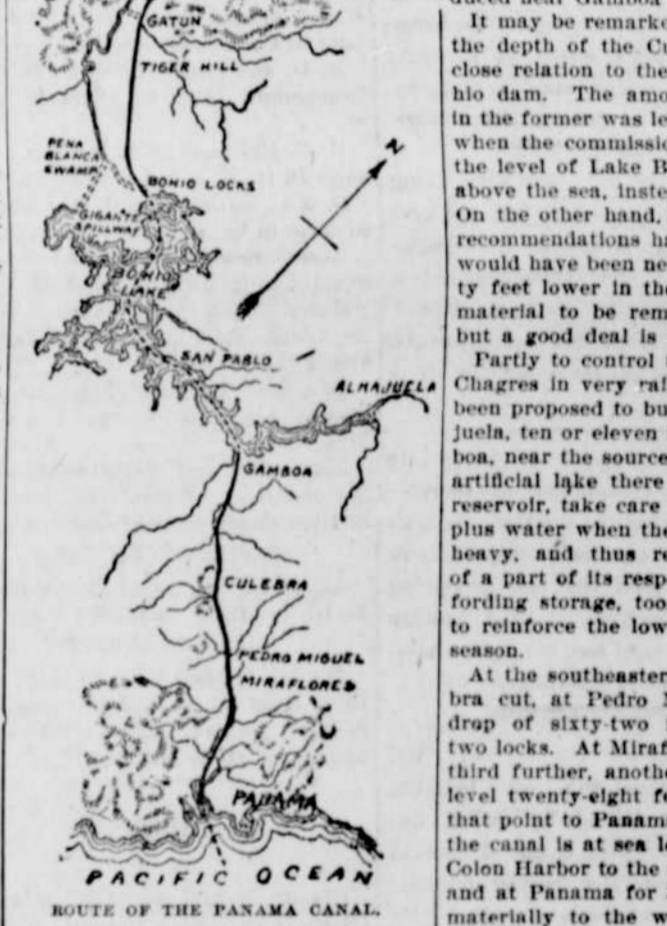 GATUN
TIGER HILL
PENA
BLANCA
SWAMP
BOHIO LOCKS
GIGANTE
SPILLWAY
BOHIO
LAKE
N
SAN PABLO
ALHAJUELA
GAMBOA
CULEBRA
PEDRO MIGUEL
MIRAFLORES
PANAMA
PACIFIC OCEAN
ROUTE OF THE PANAMA CANAL.
duced near Gamboa
It may be remark
the depth of the Cu
close relation to the
hio dam. The amo
in the former was le
when the commissio
the level of Lake B
above the sea, inste
On the other hand,
recommendations ha
would have been ne
ty feet lower in the
material to be rem
but a good deal is
Partly to control
Chagres in very rai
been proposed to bu
juela, ten or eleven
boa, near the source
artificial lake there
reservoir, take care
plus water when the
heavy, and thus re
of a part of its resp
fording storage, too
to reinforce the low
season.
At the southeaster
bra cut, at Pedro
drop of sixty-two
two locks. At Miraf
third further, anothe
level twenty-eight fe
that point to Panam
the canal is at sea le
Colon Harbor to the
and at Panama for
materially to the w